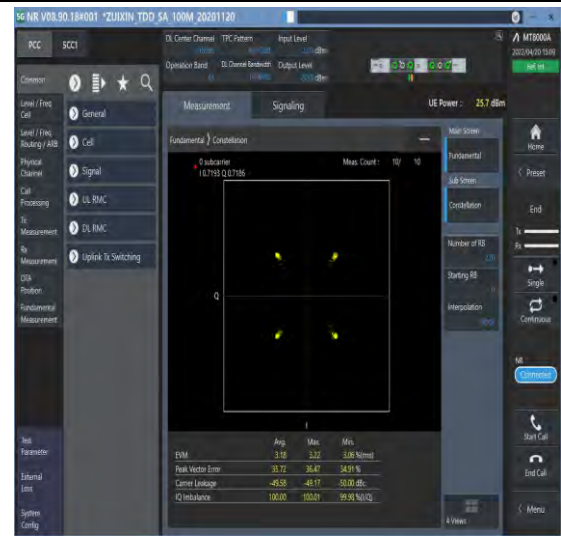 5G NR V08.90.18#001 *ZUIXIN_TDD_SA_100M_20201120
PCC SCC1
DL Center Channel TPC Pattern Input Level
Operation Band DL Channel Bandwidth Output Level
MT8000A
2022/04/20 15:09
Common
Level / Freq.
Cell
Level / Freq.
Routing / ARB
Physical
Channel
Call
Processing
Tx
Measurement
Rx
Measurement
OTA
Position
Fundamental
Measurement
Test
Parameter
External
Loss
System
Config
General
Cell
Signal
UL RMC
DL RMC
Uplink Tx Switching
Measurement Signaling UE Power : 25.7 dBm
Fundamental Constellation
0 subcarrier Meas. Count : 10/ 10
I 0.7193 Q 0.7186
Q
I
Avg. Max. Min.
EVM 3.18 3.22 3.06 %(rms)
Peak Vector Error 35.72 36.47 34.91 %
Carrier Leakage -49.58 -49.17 -50.00 dBc
IQ Imbalance 100.00 100.01 99.98 %(I/Q)
Main Screen
Fundamental
Sub Screen
Constellation
Number of RB
Starting RB
Interpolation
4 Views
Home
Preset
End
Tx
Rx
Single
Continuous
NR
Connected
Start Call
End Call
Menu